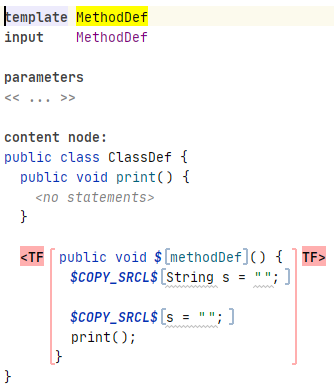 template MethodDef
input MethodDef
parameters
<< ... >>
content node:
public class ClassDef {
public void print() {
<no statements>
}
<TF [public void $[methodDef]() { TF>
$COPY_SRCL$[String s = "";]
$COPY_SRCL$[s = "";]
print();
}]
}